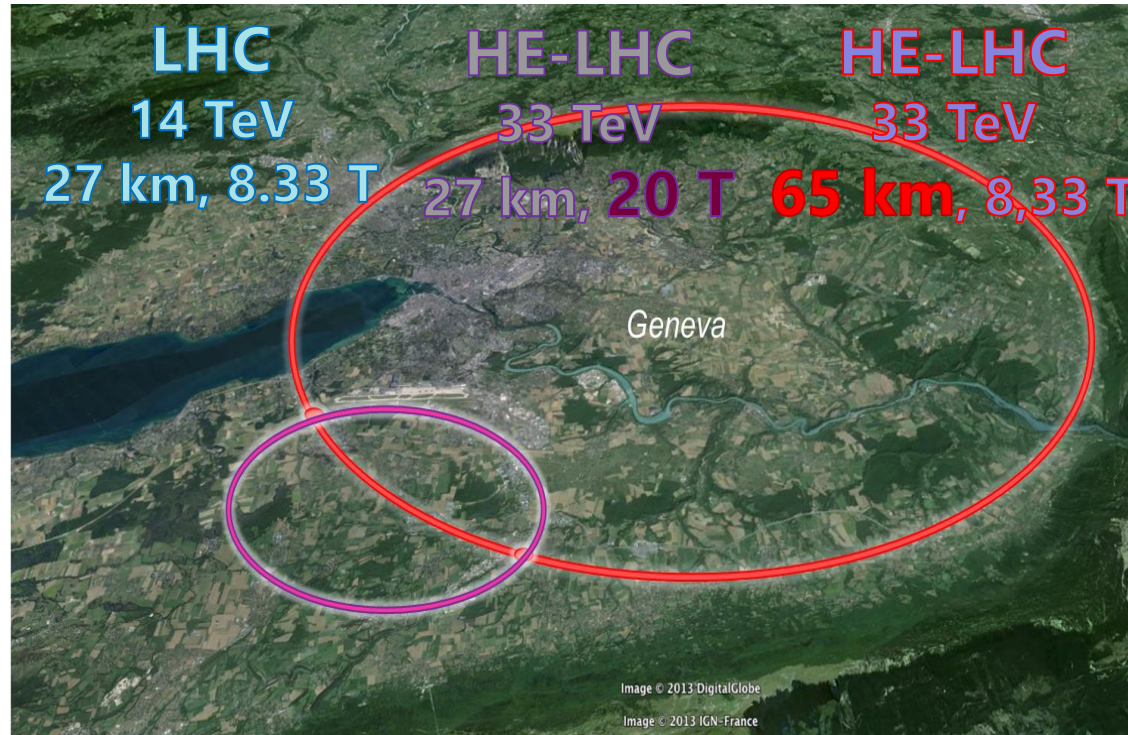 LHC
14 TeV
27 km, 8.33 T
HE-LHC
33 TeV
27 km, 20 T
HE-LHC
33 TeV
65 km, 8,33 T
Geneva
Image © 2013 DigitalGlobe
Image © 2013 IGN-France